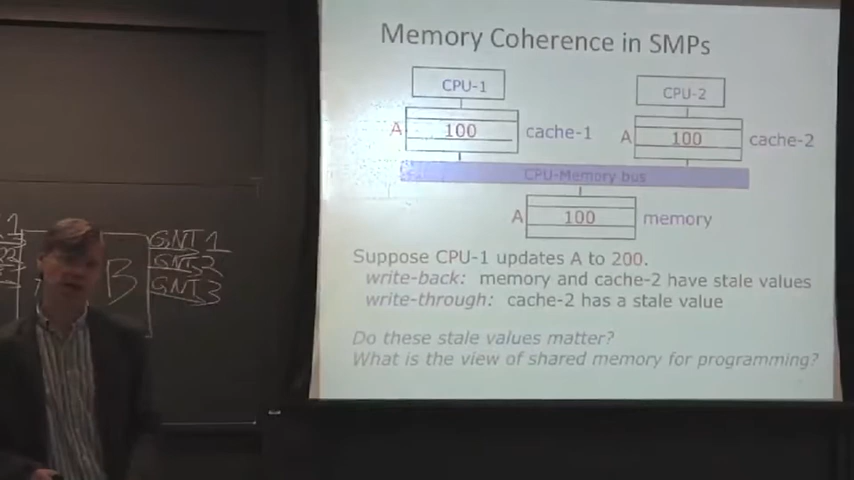 Memory Coherence in SMPs
CPU-1
CPU-2
A 100 cache-1
A 100 cache-2
CPU-Memory bus
A 100 memory
Suppose CPU-1 updates A to 200.
write-back: memory and cache-2 have stale values
write-through: cache-2 has a stale value
Do these stale values matter?
What is the view of shared memory for programming?
GNT1
GNT2
GNT3
B